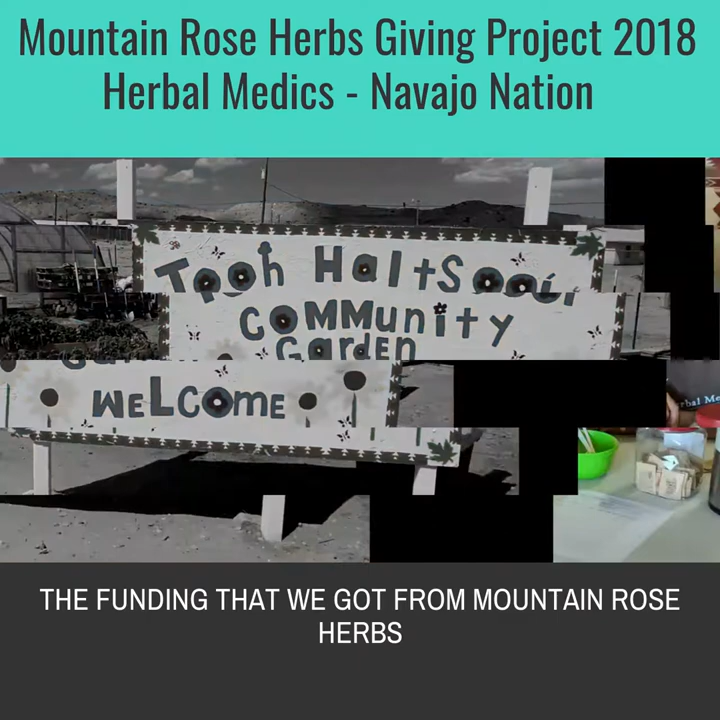 Mountain Rose Herbs Giving Project 2018
Herbal Medics - Navajo Nation
Tooh HaltSooi
COMMunity
GarDEN
WELCOME
THE FUNDING THAT WE GOT FROM MOUNTAIN ROSE
HERBS